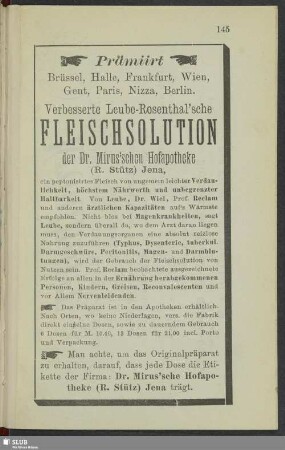 145
Prämiirt
Brüssel, Halle, Frankfurt, Wien,
Gent, Paris, Nizza, Berlin.
Verbesserte Leube-Rosenthal'sche
FLEISCHSOLUTION
der Dr. Mirus'schen Hofapotheke
(R. Stütz) Jena,
ein peptonisirtes Fleisch von ungemein leichter Verdau-
lichkeit, höchstem Nährwerth und unbegrenzter
Haltbarkeit. Von Leube, Dr. Wiel, Prof. Reclam
und anderen ärztlichen Kapazitäten auf's Wärmste
empfohlen. Nicht blos bei Magenkrankheiten, sagt
Leube, sondern überall da, wo dem Arzt daran liegen
muss, den Verdauungsorganen eine absolut reizlose
Nahrung zuzuführen (Typhus, Dysenterie, tuberkul.
Darmgeschwüre, Peritonitis, Magen- und Darmblu-
tungen), wird der Gebrauch der Fleischsolution von
Nutzen sein. Prof. Reclam beobachtete ausgezeichnete
Erfolge an allen in der Ernährung herabgekommenen
Personen, Kindern, Greisen, Reconvalescenten und
vor Allem Nervenleidenden.
Das Präparat ist in den Apotheken erhältlich.
Nach Orten, wo keine Niederlagen, vers. die Fabrik
direkt einzelne Dosen, sowie zu dauerndem Gebrauch
6 Dosen für M. 10.40, 12 Dosen für 21,00 incl. Porto
und Verpackung.
Man achte, um das Originalpräparat
zu erhalten, darauf, dass jede Dose die Eti-
kette der Firma: Dr. Mirus'sche Hofapo-
theke (R. Stütz) Jena trägt.
SLUB